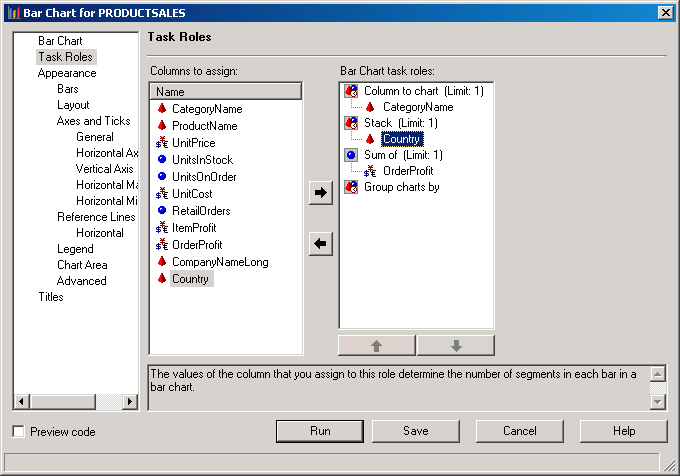 Bar Chart for PRODUCTSALES
Bar Chart
Task Roles
Appearance
Bars
Layout
Axes and Ticks
General
Horizontal Ax
Vertical Axis
Horizontal Ma
Horizontal Mi
Reference Lines
Horizontal
Legend
Chart Area
Advanced
Titles
Task Roles
Columns to assign:
Name
CategoryName
ProductName
UnitPrice
UnitsInStock
UnitsOnOrder
UnitCost
RetailOrders
ItemProfit
OrderProfit
CompanyNameLong
Country
Bar Chart task roles:
Column to chart (Limit: 1)
CategoryName
Stack (Limit: 1)
Country
Sum of (Limit: 1)
OrderProfit
Group charts by
The values of the column that you assign to this role determine the number of segments in each bar in a
bar chart.
Preview code
Run
Save
Cancel
Help